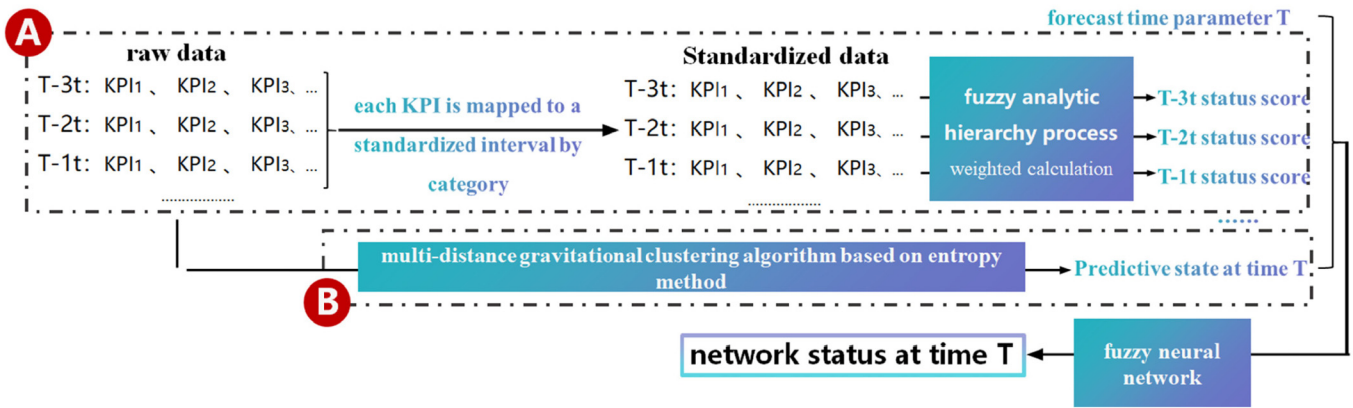 forecast time parameter T
A
raw data
T-3t: KPI1 、 KPI2 、 KPI3、...
T-2t: KPI1 、 KPI2 、 KPI3、...
T-1t: KPI1 、 KPI2 、 KPI3、...
....................
each KPI is mapped to a
standardized interval by
category
Standardized data
T-3t: KPI1 、 KPI2 、 KPI3、 ...
T-2t: KPI1 、 KPI2 、 KPI3、 ...
T-1t: KPI1 、 KPI2 、 KPI3、 ...
....................
fuzzy analytic
hierarchy process
weighted calculation
T-3t status score
T-2t status score
T-1t status score
......
B
multi-distance gravitational clustering algorithm based on entropy
method
Predictive state at time T
network status at time T
fuzzy neural
network